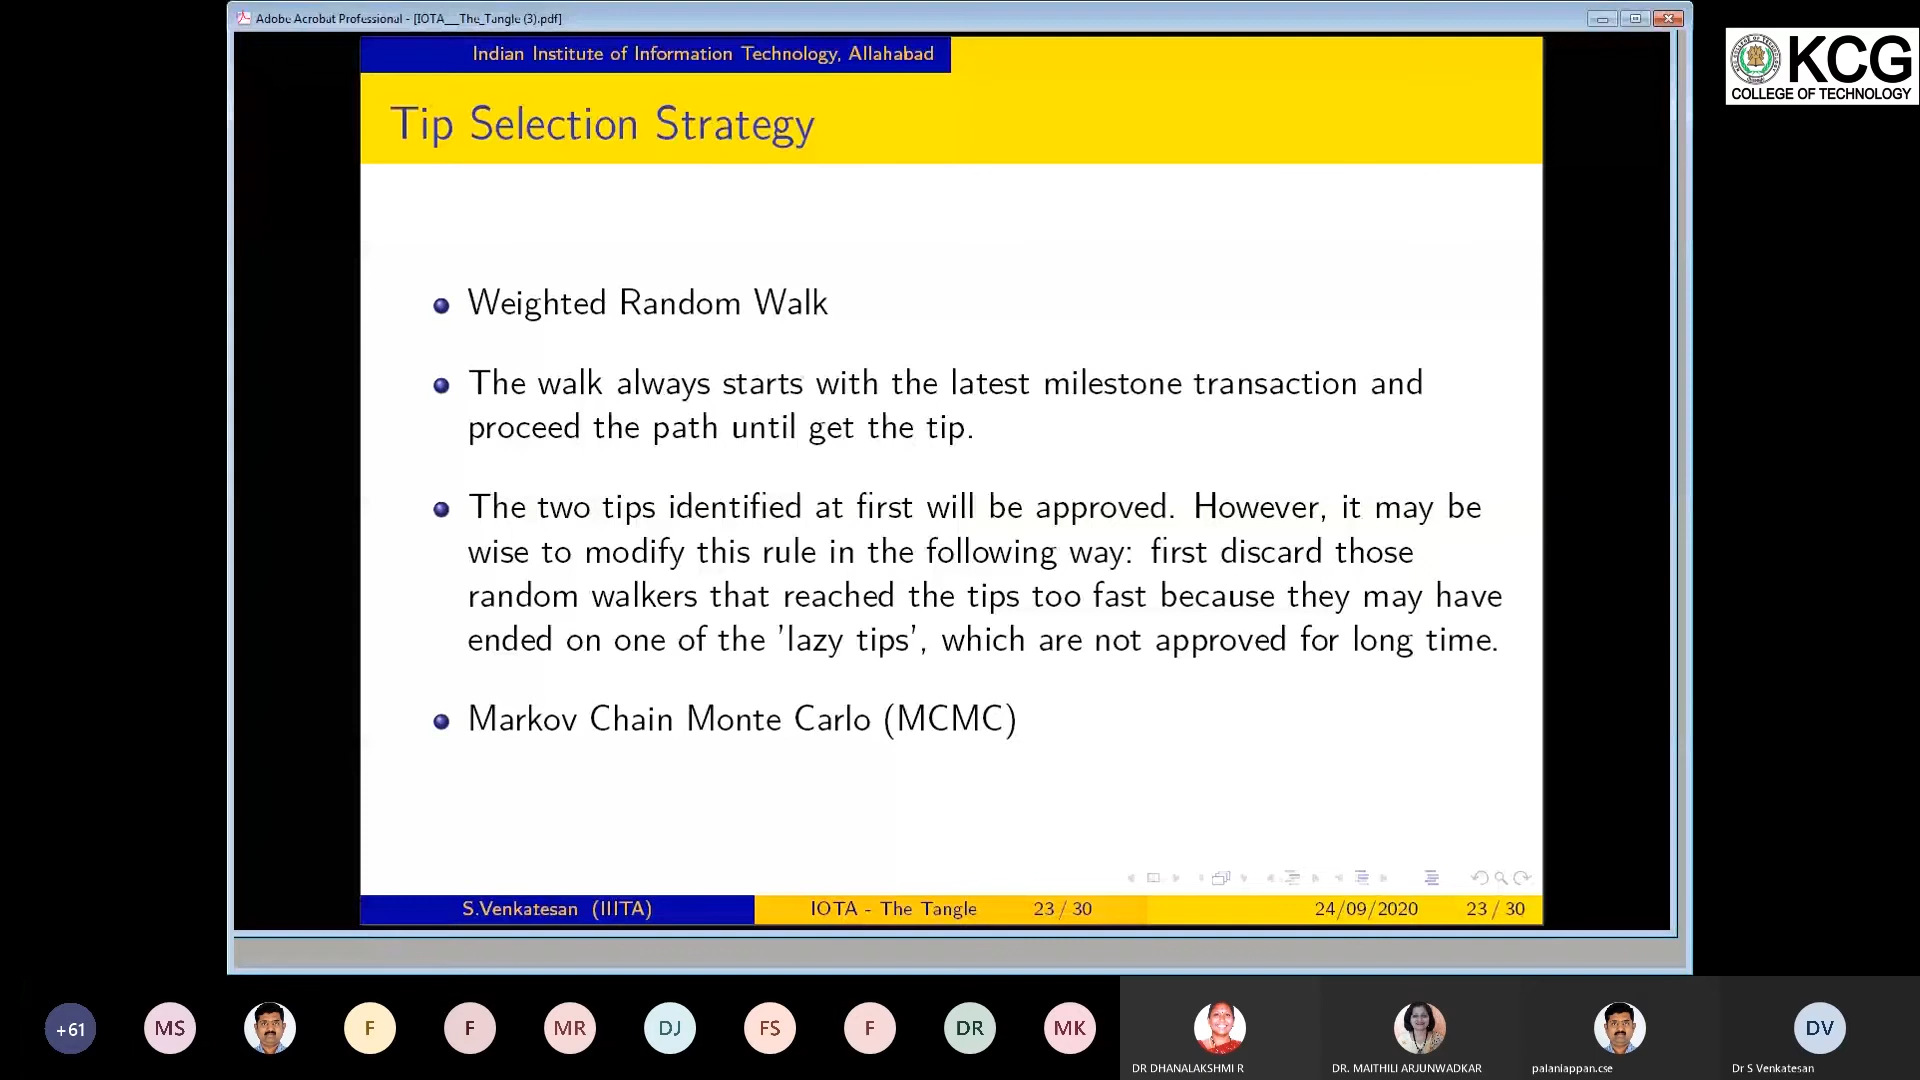 Adobe Acrobat Professional - [IOTA__The_Tangle (3).pdf]
KCG
COLLEGE OF TECHNOLOGY
Indian Institute of Information Technology, Allahabad
Tip Selection Strategy
Weighted Random Walk
The walk always starts with the latest milestone transaction and
proceed the path until get the tip.
The two tips identified at first will be approved. However, it may be
wise to modify this rule in the following way: first discard those
random walkers that reached the tips too fast because they may have
ended on one of the 'lazy tips', which are not approved for long time.
Markov Chain Monte Carlo (MCMC)
S.Venkatesan (IIITA) IOTA - The Tangle 23 / 30 24/09/2020 23 / 30
+61 MS F F MR DJ FS F DR MK DV
DR DHANALAKSHMI R DR. MAITHILI ARJUNWADKAR palaniappan.cse Dr S Venkatesan